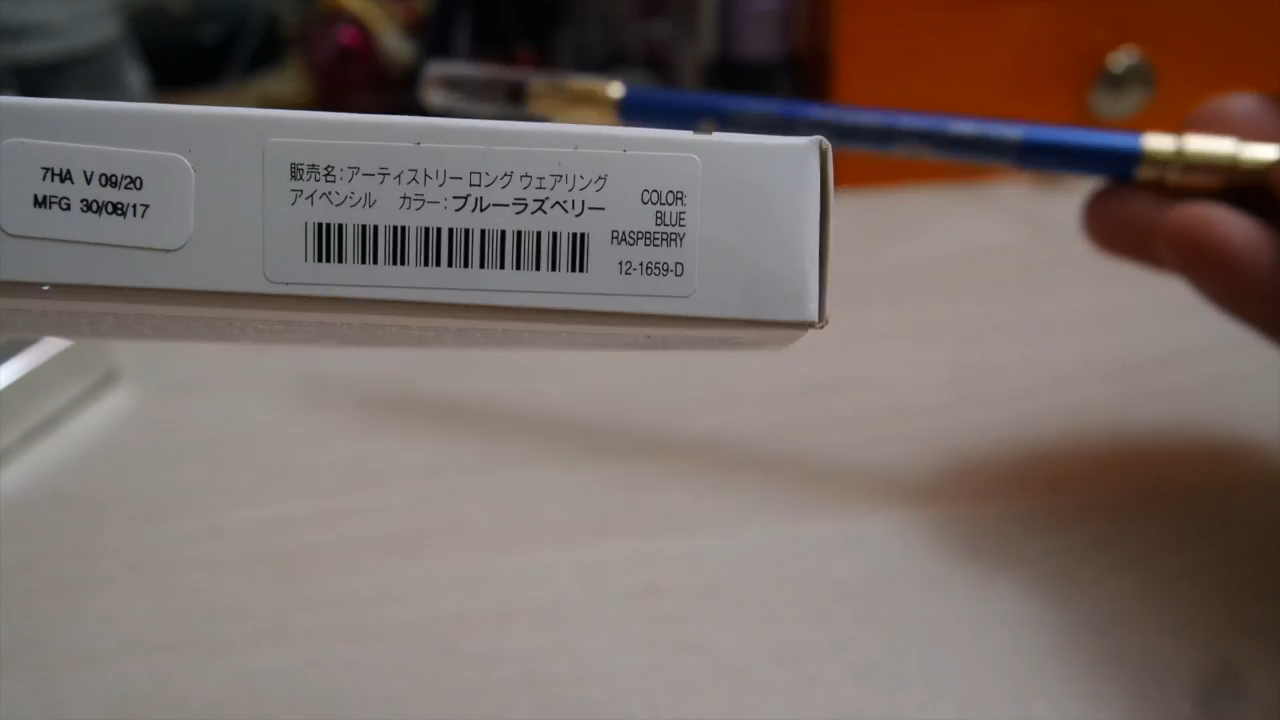 7HA V 09/20
MFG 30/08/17
販売名：アーティストリー ロング ウェアリング
アイペンシル カラー：ブルーラズベリー
COLOR:
BLUE
RASPBERRY
12-1659-D